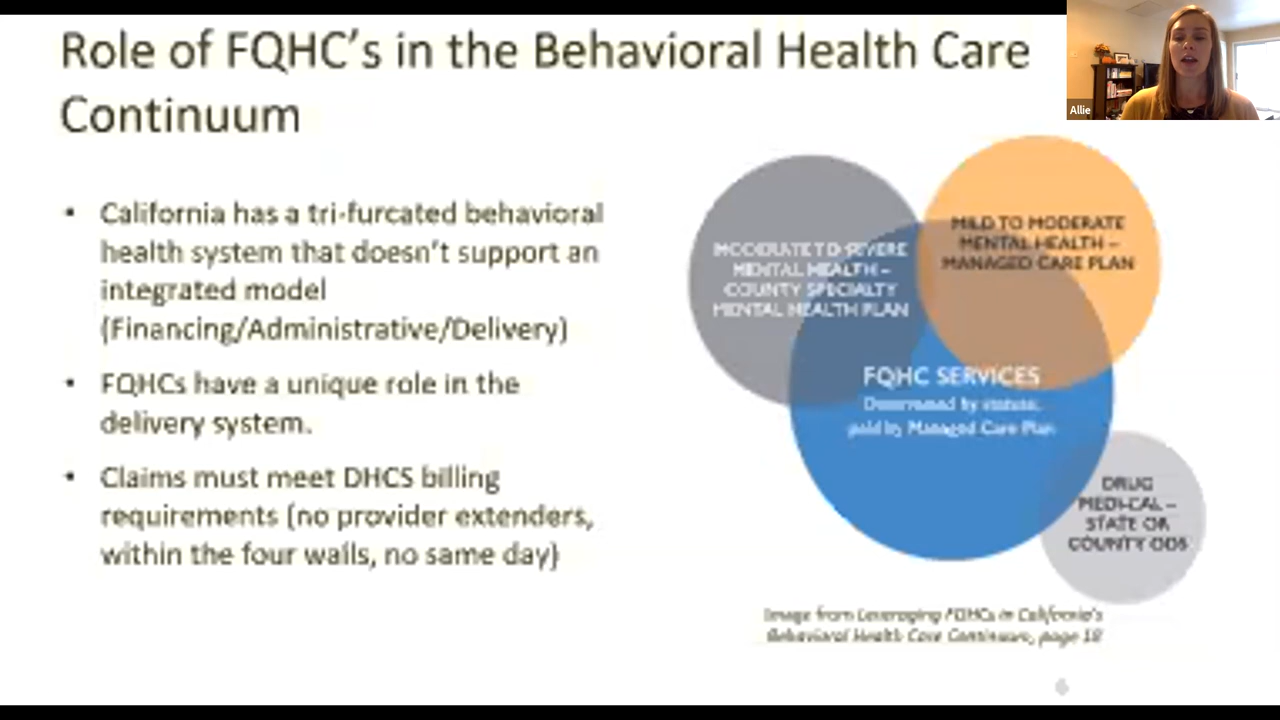 Role of FQHC's in the Behavioral Health Care
Continuum
• California has a tri-furcated behavioral
health system that doesn't support an
integrated model
(Financing/Administrative/Delivery)
• FQHCs have a unique role in the
delivery system.
• Claims must meet DHCS billing
requirements (no provider extenders,
within the four walls, no same day)
MODERATE TO SEVERE
MENTAL HEALTH –
COUNTY SPECIALTY
MENTAL HEALTH PLAN
MILD TO MODERATE
MENTAL HEALTH –
MANAGED CARE PLAN
FQHC SERVICES
Determined by statute,
paid by Managed Care Plan
DRUG
MEDI-CAL –
STATE OR
COUNTY ODS
Image from Leveraging FQHCs in California's
Behavioral Health Care Continuum, page 18
6
Allie